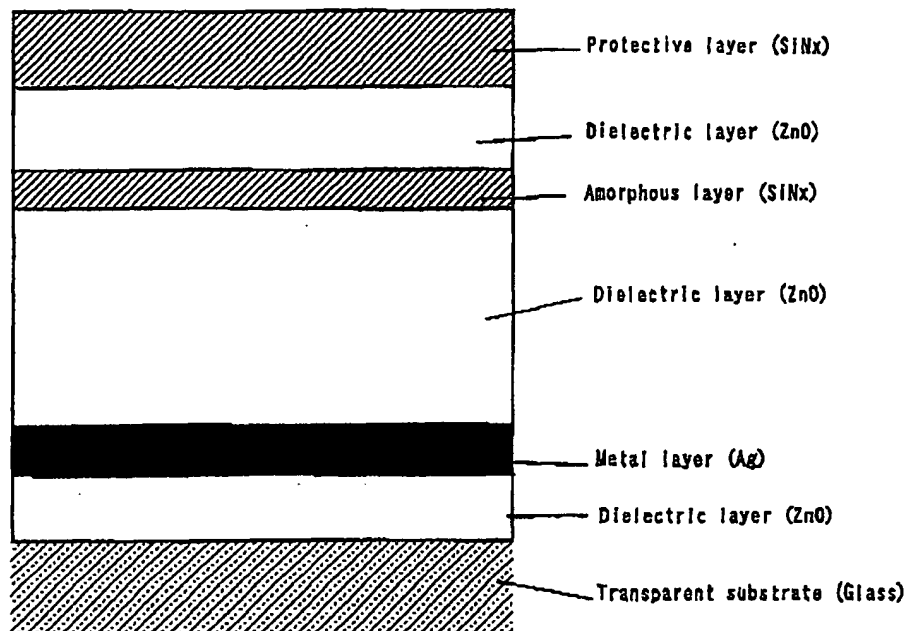 Protective layer (SiNx)
Dielectric layer (ZnO)
Amorphous layer (SiNx)
Dielectric layer (ZnO)
Metal layer (Ag)
Dielectric layer (ZnO)
Transparent substrate (Glass)